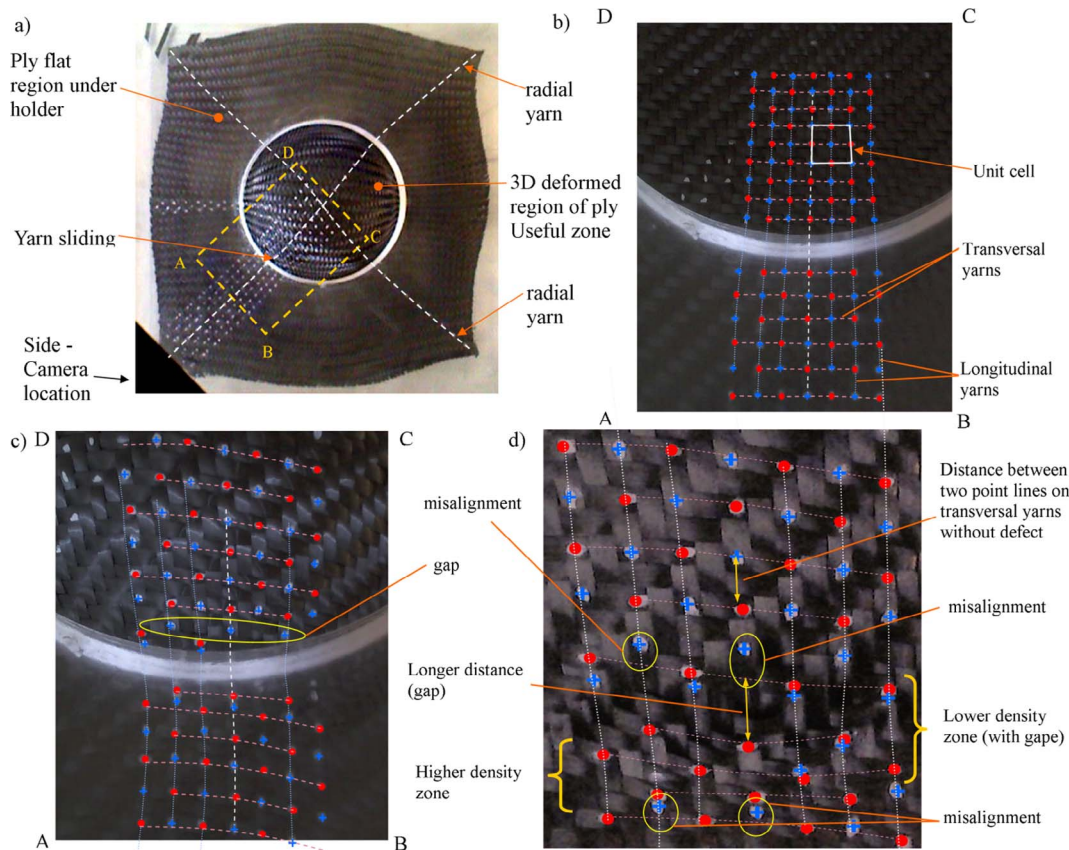 a)
Ply flat
region under
holder
radial
yarn
D
3D deformed
region of ply
Useful zone
Yarn sliding
C
A
B
radial
yarn
Side -
Camera
location
b)
D
C
Unit cell
Transversal
yarns
Longitudinal
yarns
A
B
c)
D
C
misalignment
gap
Longer distance
(gap)
Higher density
zone
A
B
d)
Distance between
two point lines on
transversal yarns
without defect
misalignment
Lower density
zone (with gape)
misalignment